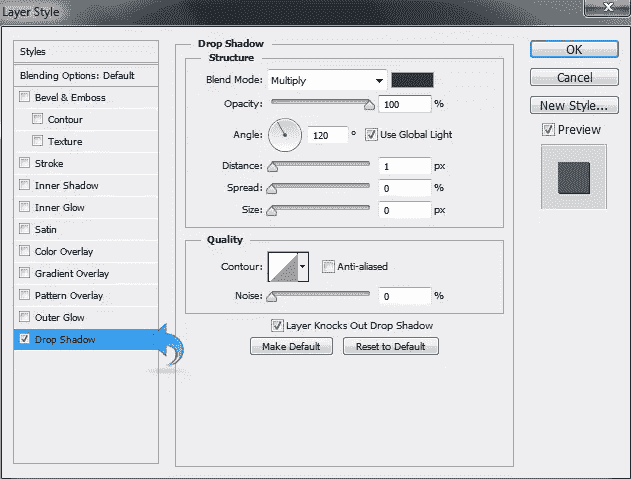 Layer Style
Styles
Blending Options: Default
Bevel & Emboss
Contour
Texture
Stroke
Inner Shadow
Inner Glow
Satin
Color Overlay
Gradient Overlay
Pattern Overlay
Outer Glow
Drop Shadow
Drop Shadow
Structure
Blend Mode: Multiply
Opacity: 100 %
Angle: 120 ° Use Global Light
Distance: 1 px
Spread: 0 %
Size: 0 px
Quality
Contour: Anti-aliased
Noise: 0 %
Layer Knocks Out Drop Shadow
Make Default Reset to Default
OK
Cancel
New Style...
Preview